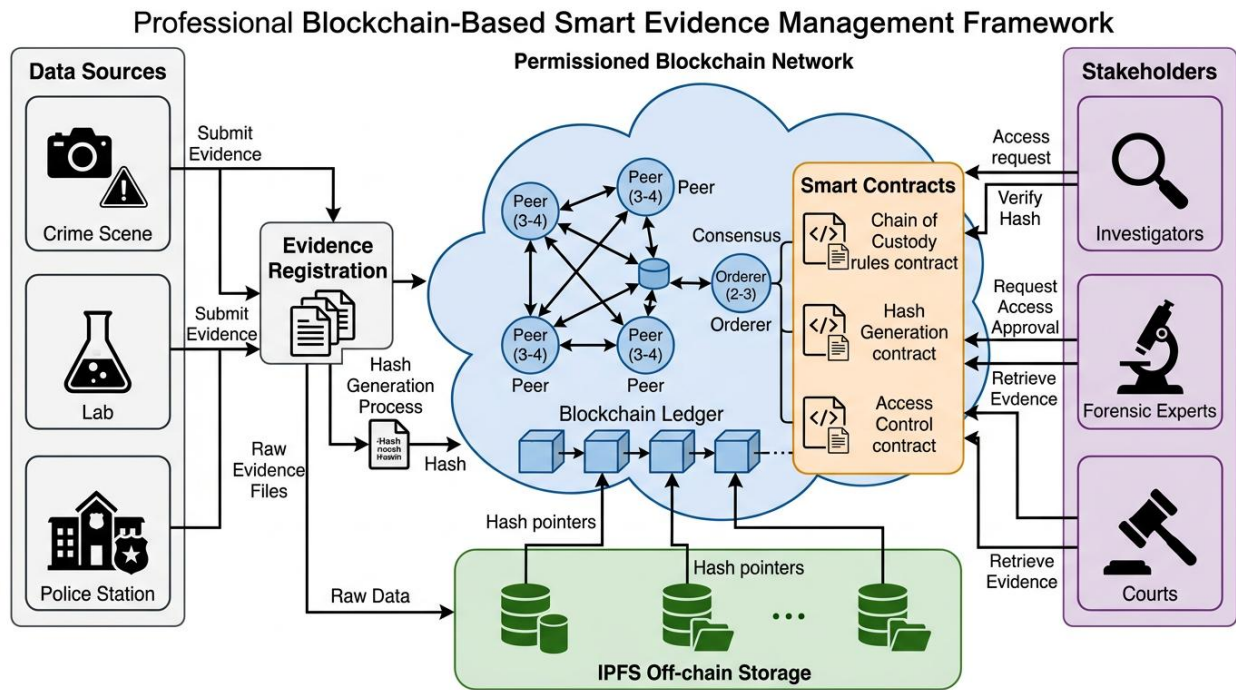 Professional Blockchain-Based Smart Evidence Management Framework
Data Sources
Crime Scene
Lab
Police Station
Submit
Evidence
Submit
Evidence
Evidence
Registration
Hash
Generation
Process
-Hash
noosh
Hash
Raw
Evidence
Files
Raw Data
Permissioned Blockchain Network
Peer
(3-4)
Peer
(3-4)
Peer
Peer
(3-4)
Peer
Peer
(3-4)
Peer
Consensus
Orderer
(2-3)
Orderer
Smart Contracts
</>
Chain of
Custody
rules contract
</>
Hash
Generation
contract
</>
Access
Control
contract
Blockchain Ledger
Hash pointers
Hash pointers
IPFS Off-chain Storage
Stakeholders
Access
request
Verify
Hash
Investigators
Request
Access
Approval
Retrieve
Evdence
Forensic Experts
Retrieve
Evidence
Courts